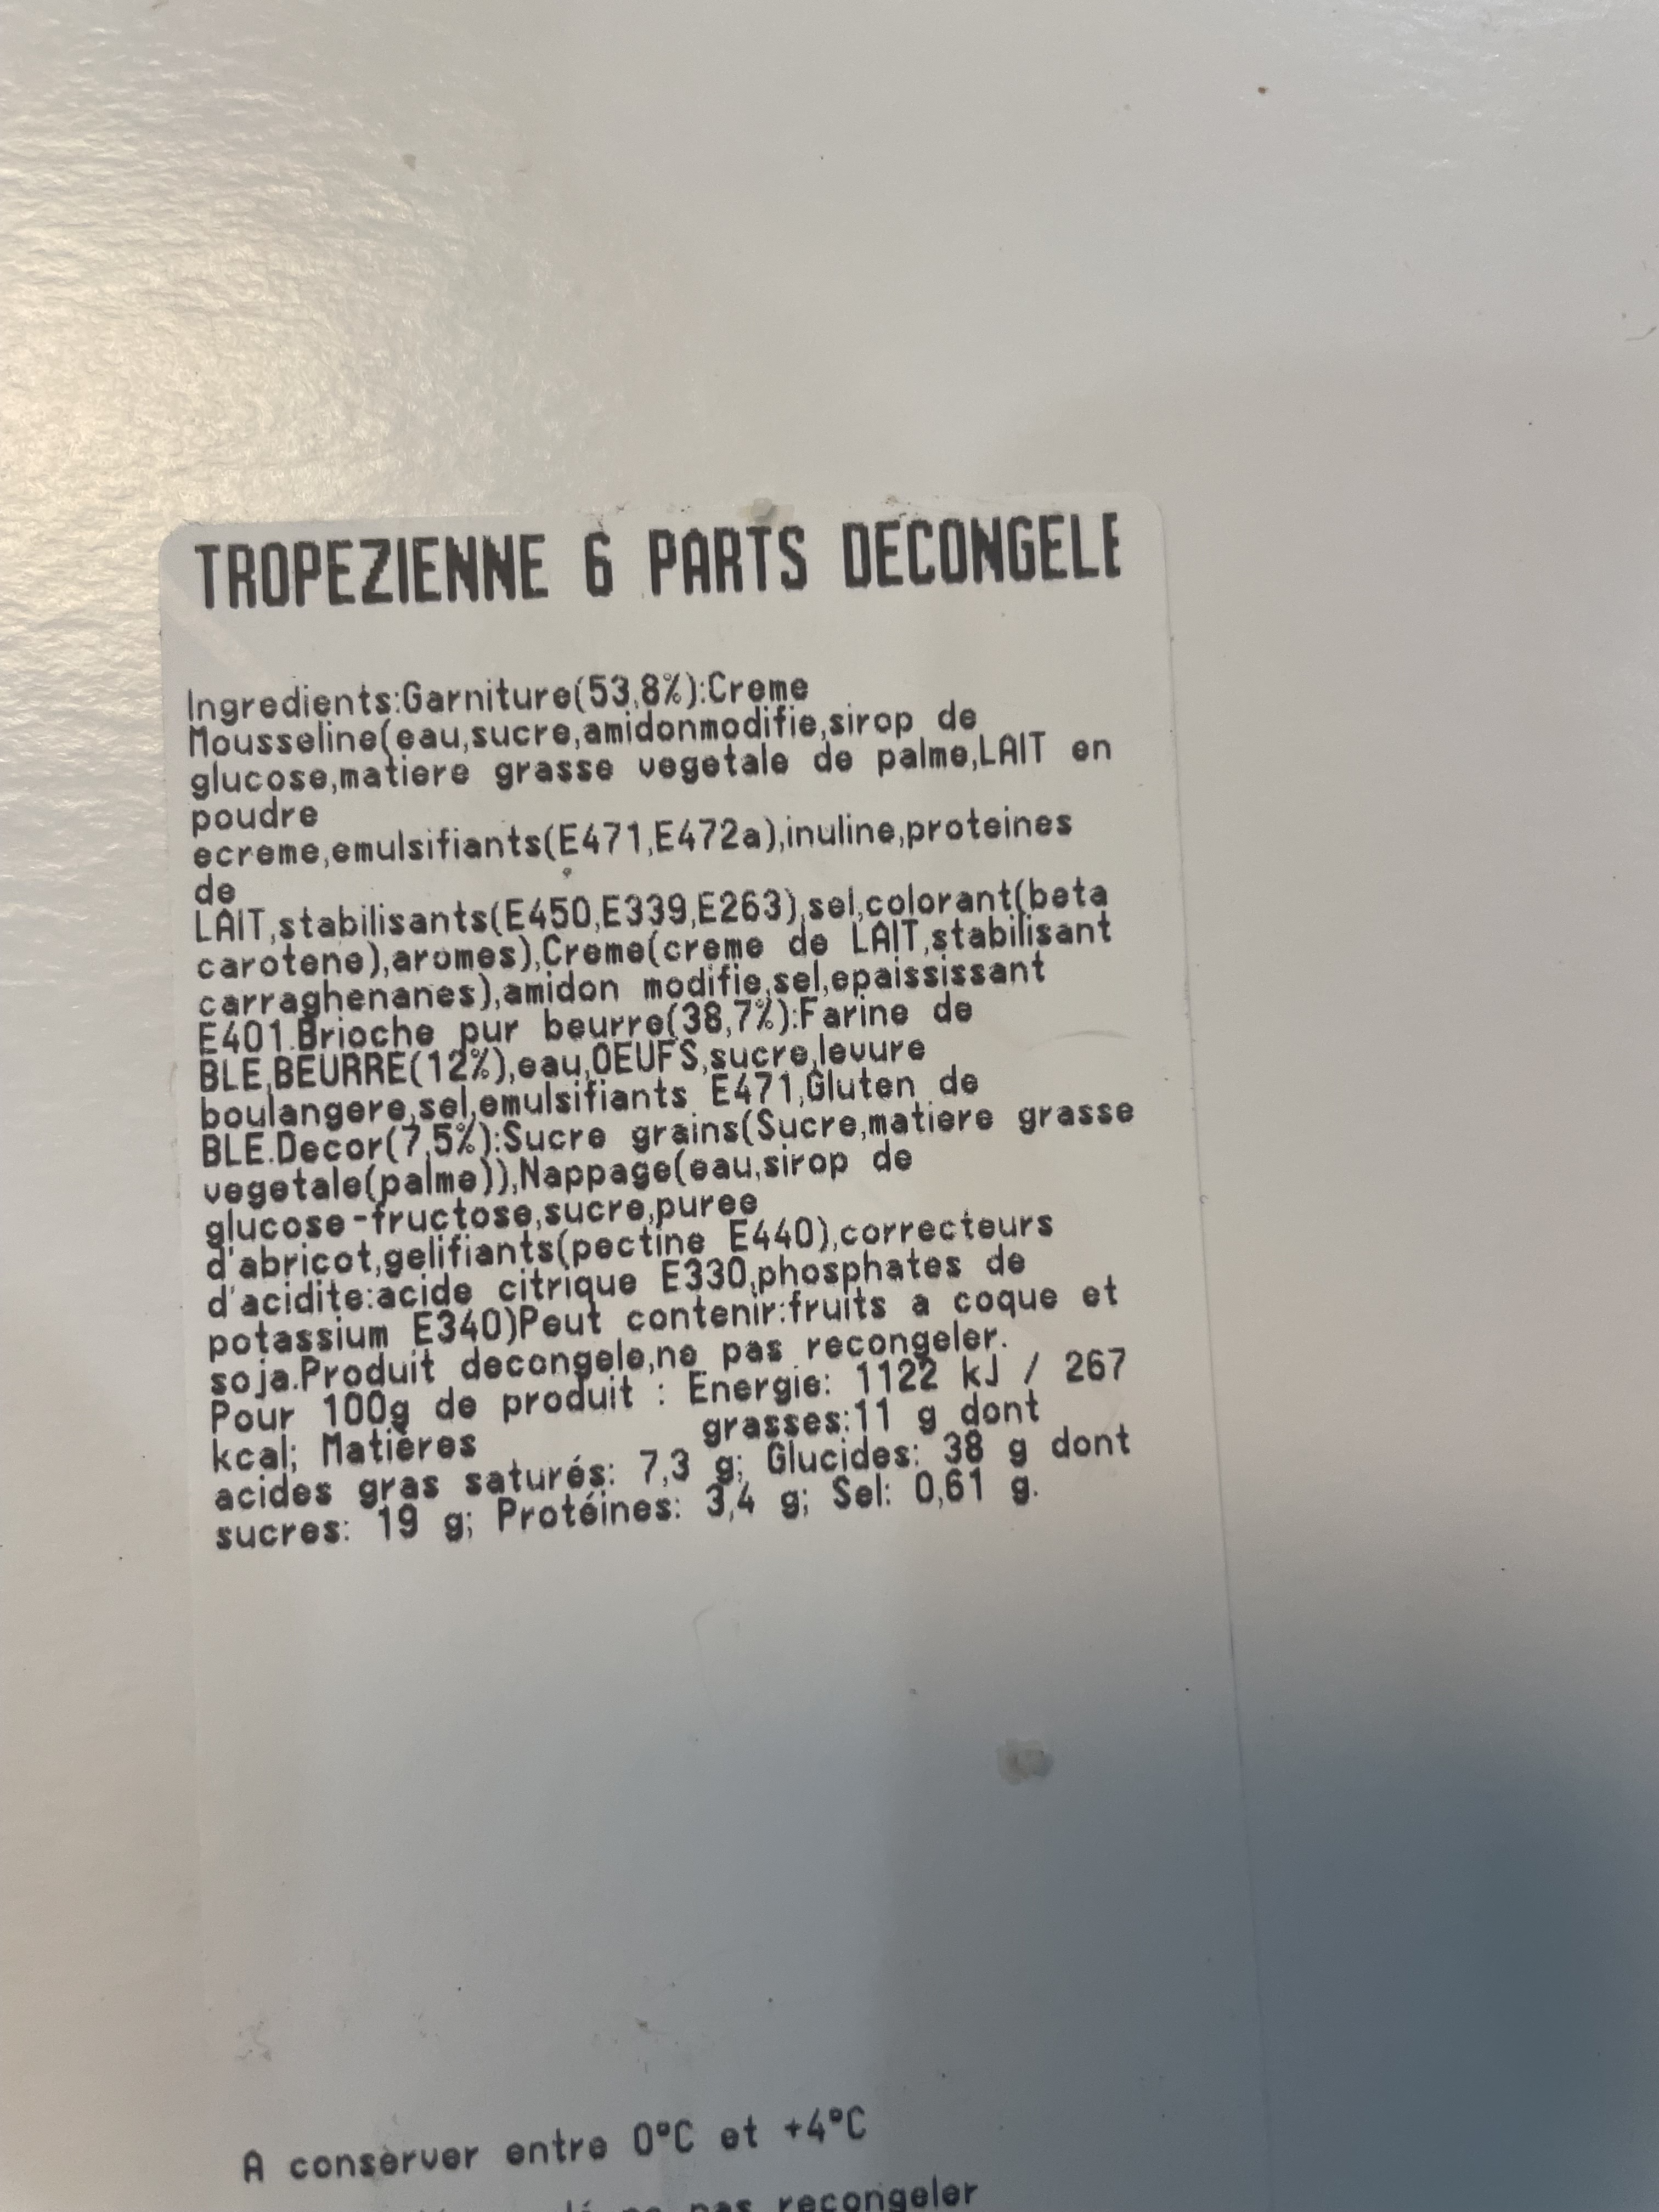 TROPEZIENNE 6 PARTS DECONGELE
Ingredients:Garniture(53,8%):Creme
Mousseline(eau,sucre,amidonmodifie,sirop de
glucose,matiere grasse vegetale de palme,LAIT en
poudre
ecreme,emulsifiants(E471,E472a),inuline,proteines
de
LAIT,stabilisants(E450,E339,E263),sel,colorant(beta
carotene),aromes),Creme(creme de LAIT,stabilisant
carraghenanes),amidon modifie,sel,epaississant
E401.Brioche pur beurre(38,7%):Farine de
BLE,BEURRE(12%),eau,OEUFS,sucre,levure
boulangere,sel,emulsifiants E471,Gluten de
BLE.Decor(7,5%):Sucre grains(Sucre,matiere grasse
vegetale(palme)),Nappage(eau,sirop de
glucose-fructose,sucre,puree
d'abricot,gelifiants(pectine E440),correcteurs
d'acidite:acide citrique E330,phosphates de
potassium E340)Peut contenir:fruits a coque et
soja.Produit decongele,ne pas recongeler.
Pour 100g de produit : Energie: 1122 kJ / 267
kcal; Matières grasses:11 g dont
acides gras saturés: 7,3 g; Glucides: 38 g dont
sucres: 19 g; Protéines: 3,4 g; Sel: 0,61 g.
A conserver entre 0°C et +4°C
ne pas recongeler